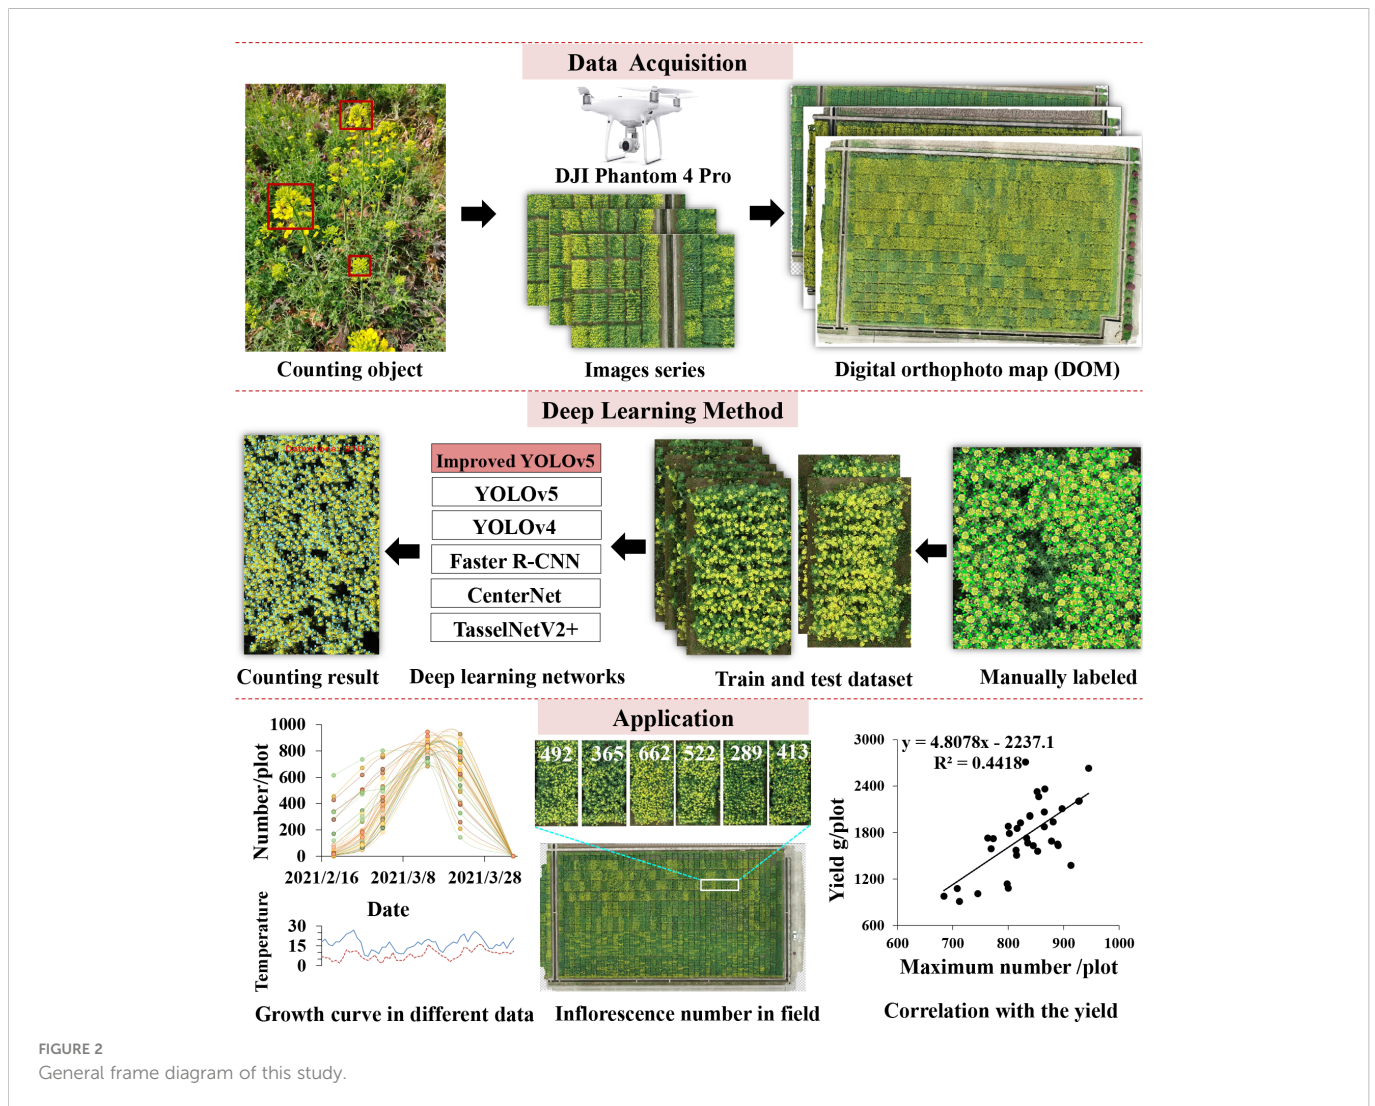 Data Acquisition
DJI Phantom 4 Pro
Counting object
Images series
Digital orthophoto map (DOM)
Deep Learning Method
Improved YOLOv5
YOLOv5
YOLOv4
Faster R-CNN
CenterNet
TasselNetV2+
Counting result
Deep learning networks
Train and test dataset
Manually labeled
Application
1000
800
600
400
200
0
Number/plot
2021/2/16
2021/3/8
2021/3/28
Date
30
15
0
Temperature
Growth curve in different data
492
365
662
522
289
413
Inflorescence number in field
y = 4.8078x - 2237.1
R² = 0.4418
3000
2400
1800
1200
600
Yield g/plot
600
700
800
900
1000
Maximum number /plot
Correlation with the yield
FIGURE 2
General frame diagram of this study.